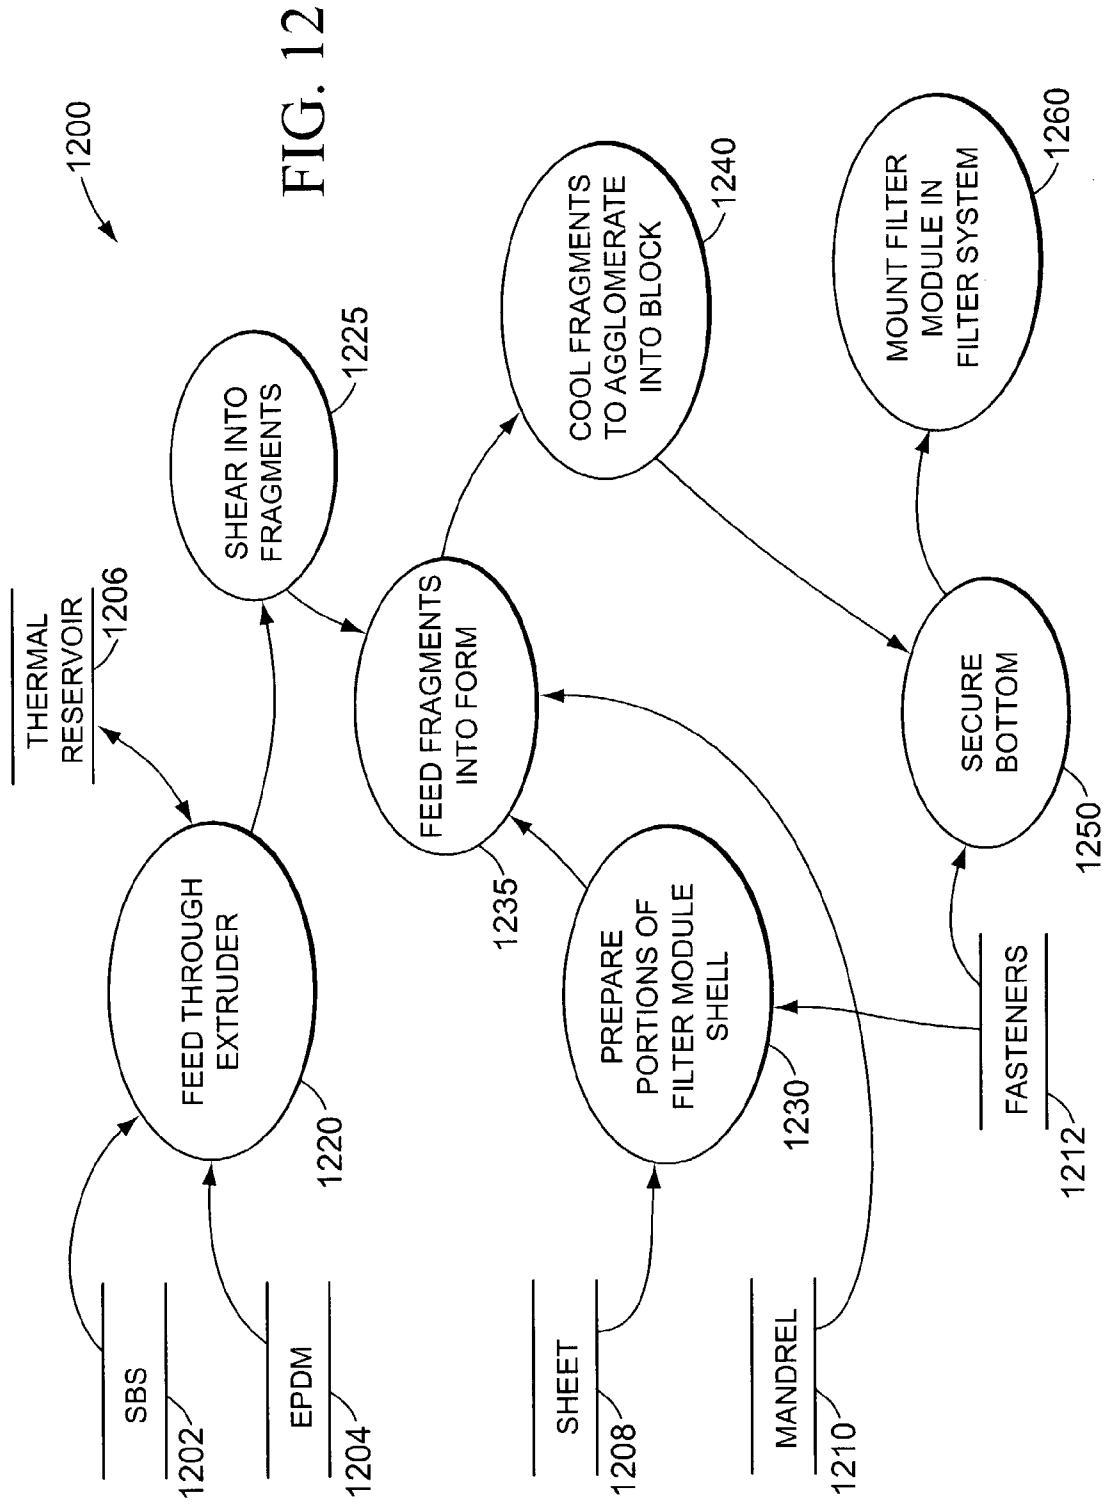 1200
FIG. 12
THERMAL
RESERVOIR
1206
SBS
1202
EPDM
1204
FEED THROUGH
EXTRUDER
1220
SHEAR INTO
FRAGMENTS
1225
FEED FRAGMENTS
INTO FORM
1235
COOL FRAGMENTS
TO AGGLOMERATE
INTO BLOCK
1240
SHEET
1208
PREPARE
PORTIONS OF
FILTER MODULE
SHELL
1230
MANDREL
1210
FASTENERS
1212
SECURE
BOTTOM
1250
MOUNT FILTER
MODULE IN
FILTER SYSTEM
1260